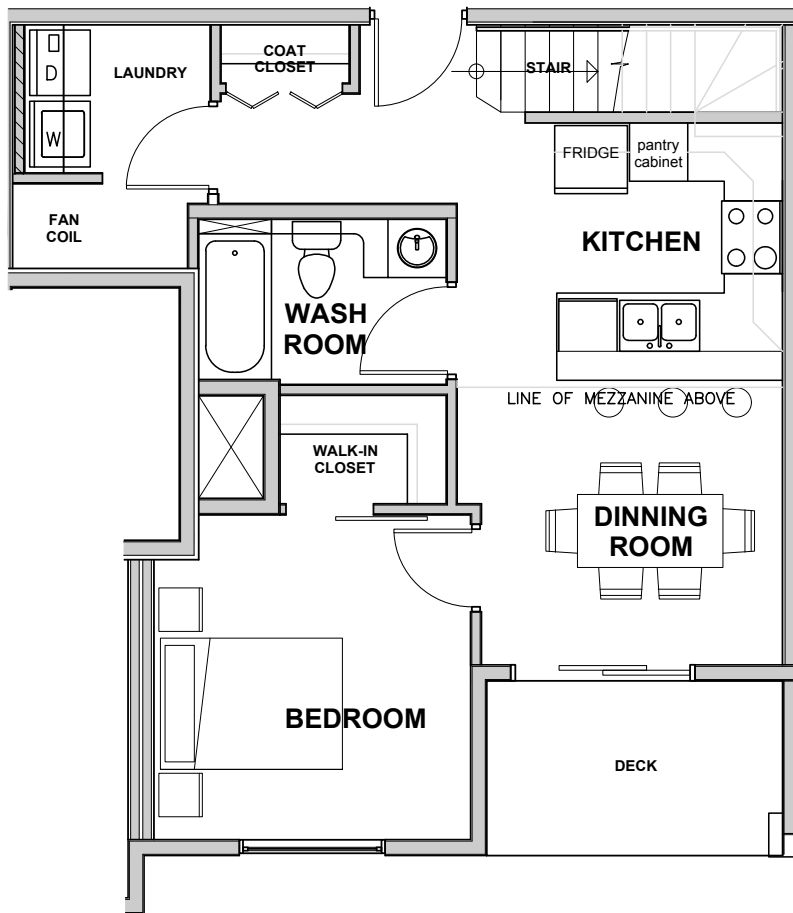 COAT
CLOSET
LAUNDRY
D
STAIR
W
FRIDGE
pantry
cabinet
FAN
COIL
KITCHEN
WASH
ROOM
LINE OF MEZZANINE ABOVE
WALK-IN
CLOSET
DINNING
ROOM
BEDROOM
DECK